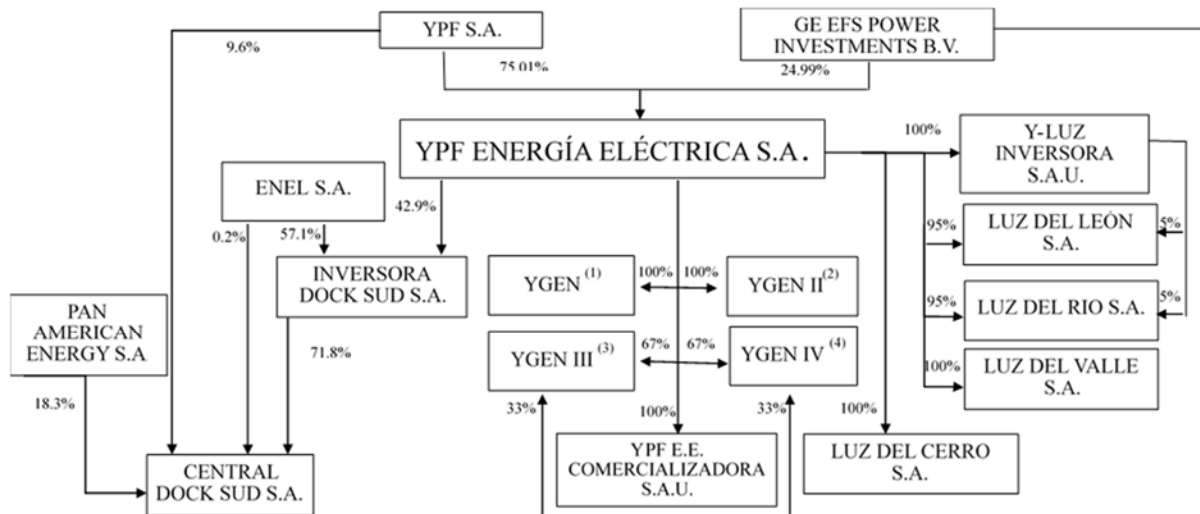 YPF S.A.
GE EFS POWER
INVESTMENTS B.V.
9.6%
75.01%
24.99%
YPF ENERGÍA ELÉCTRICA S.A.
100%
Y-LUZ
INVERSORA
S.A.U.
ENEL S.A.
42.9%
0.2%
57.1%
95%
LUZ DEL LEÓN
S.A.
5%
INVERSORA
DOCK SUD S.A.
YGEN (1)
100%
100%
YGEN II (2)
PAN
AMERICAN
ENERGY S.A
95%
LUZ DEL RIO S.A.
5%
71.8%
YGEN III (3)
67%
67%
YGEN IV (4)
100%
LUZ DEL VALLE
S.A.
18.3%
33%
100%
33%
100%
CENTRAL
DOCK SUD S.A.
YPF E.E.
COMERCIALIZADORA
S.A.U.
LUZ DEL CERRO
S.A.